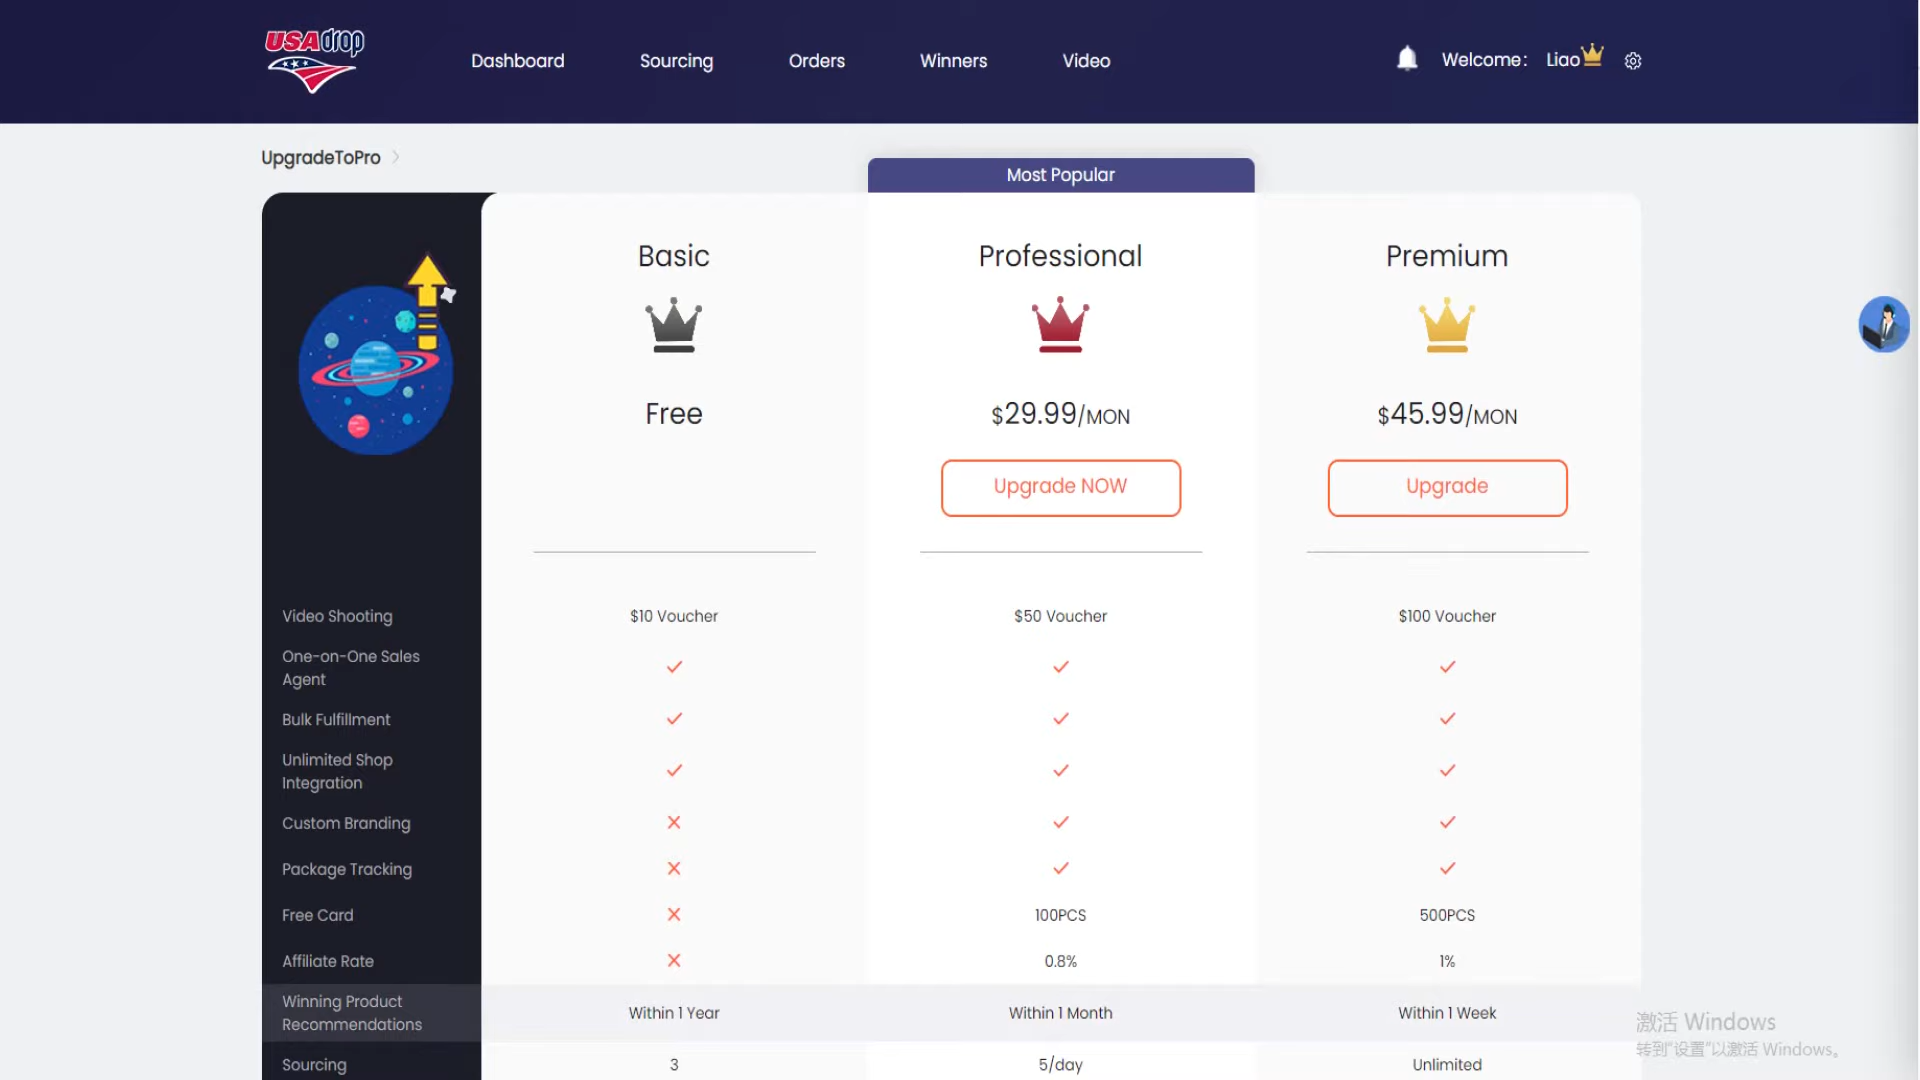 USAdrop
Dashboard
Sourcing
Orders
Winners
Video
Welcome: Liao
UpgradeToPro
Most Popular
Basic
Professional
Premium
Free
$29.99/MON
$45.99/MON
Upgrade NOW
Upgrade
Video Shooting
$10 Voucher
$50 Voucher
$100 Voucher
One-on-One Sales
Agent
Bulk Fulfillment
Unlimited Shop
Integration
Custom Branding
Package Tracking
Free Card
100PCS
500PCS
Affiliate Rate
0.8%
1%
Winning Product
Recommendations
Within 1 Year
Within 1 Month
Within 1 Week
Sourcing
3
5/day
Unlimited
激活 Windows
转到"设置"以激活 Windows。